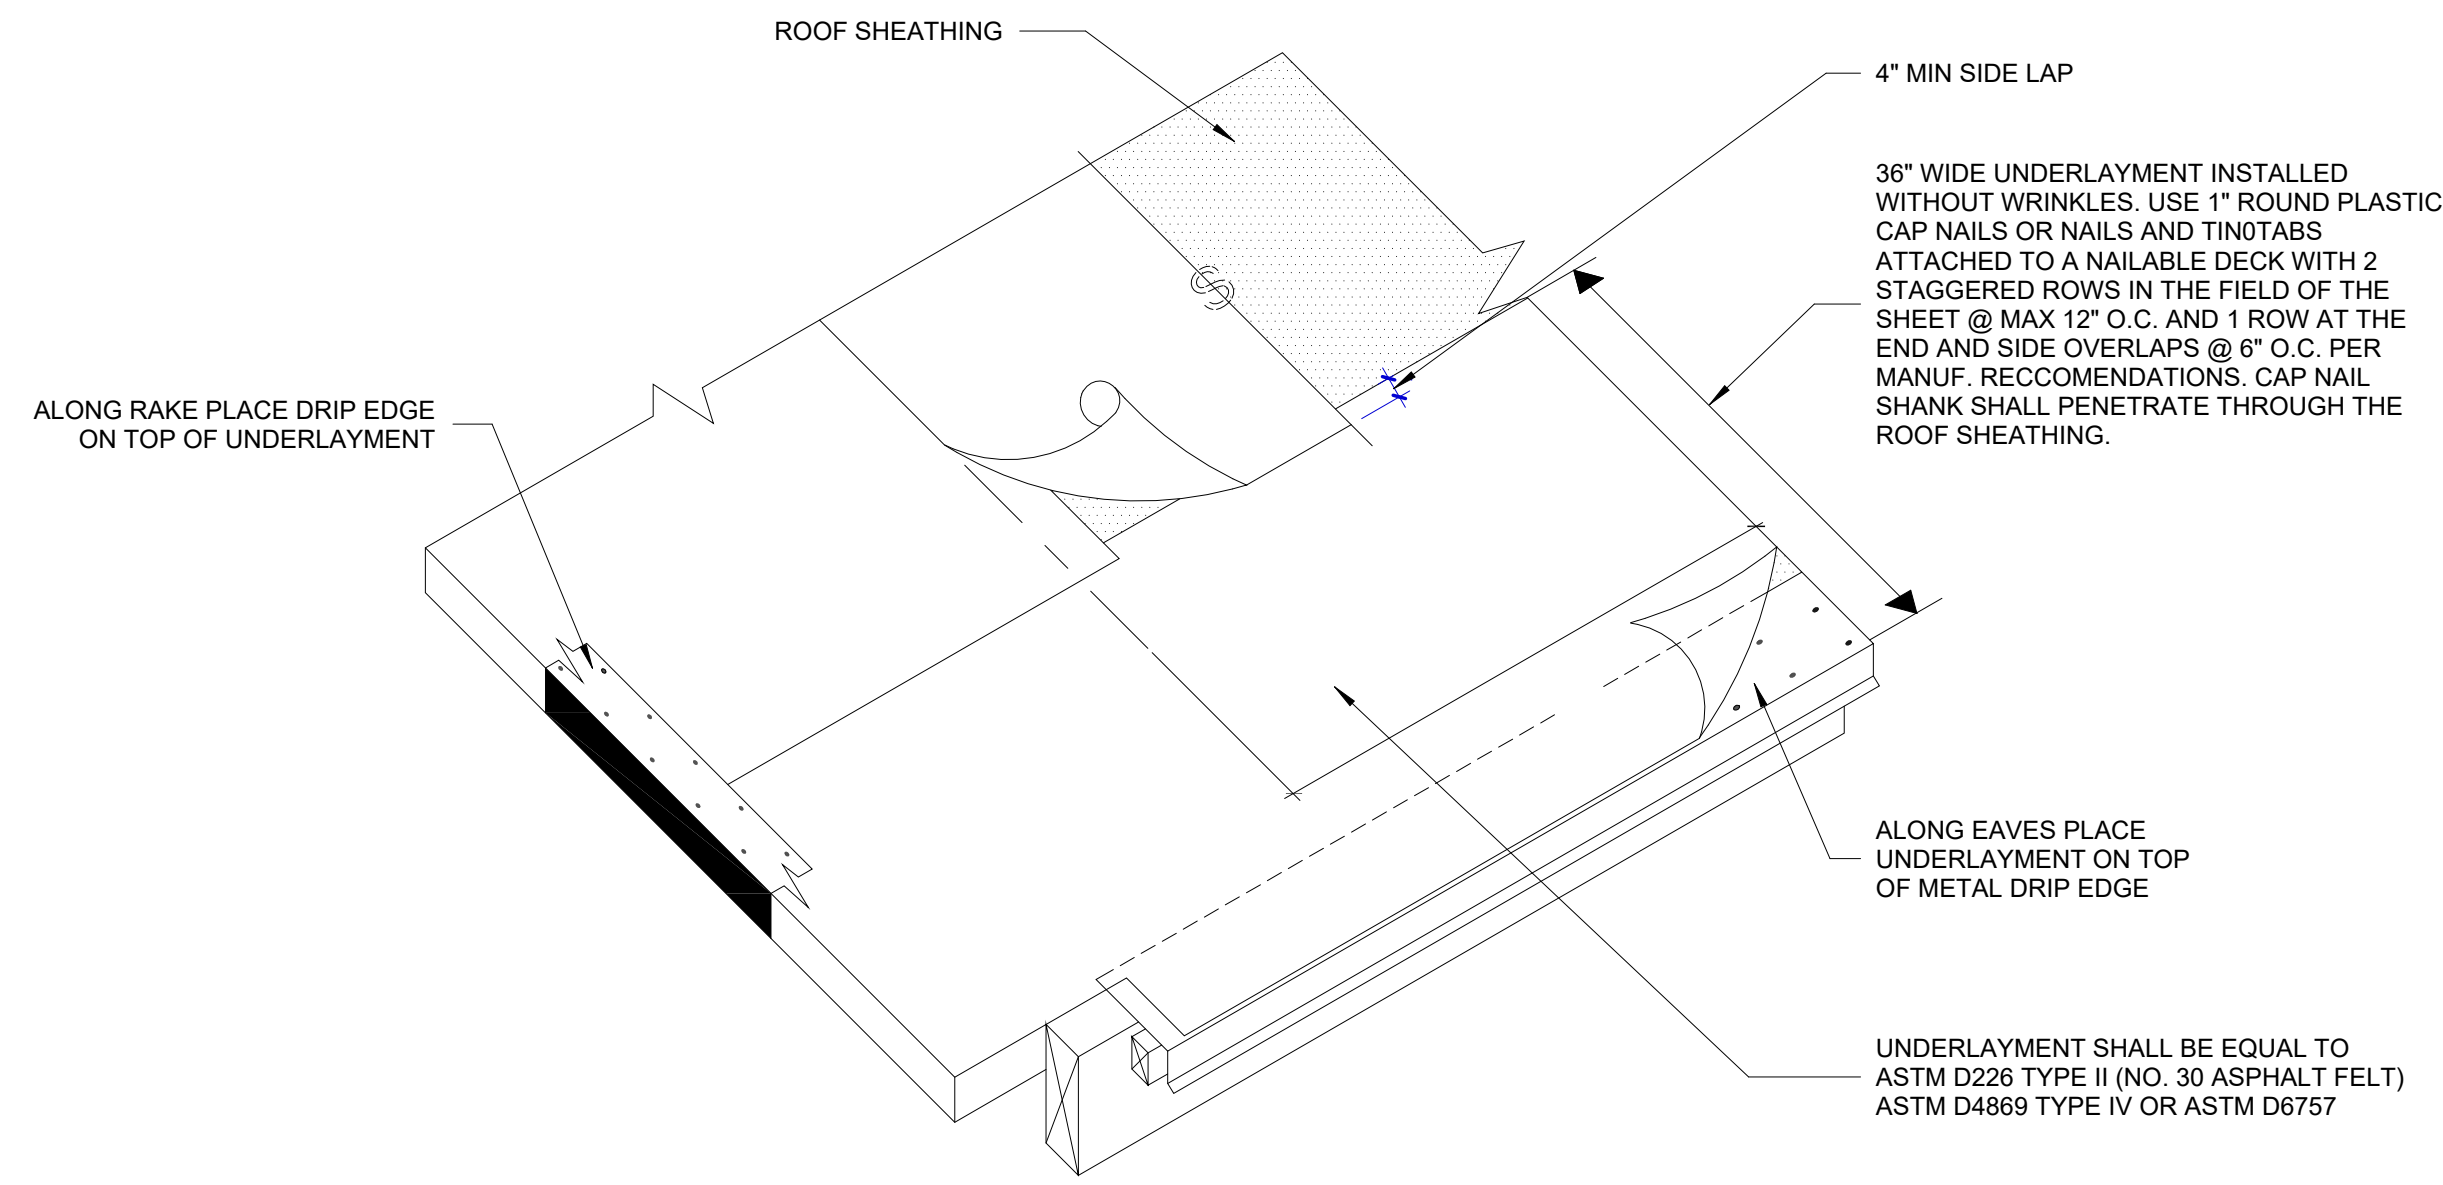 ROOF SHEATHING
4" MIN SIDE LAP
36" WIDE UNDERLAYMENT INSTALLED
WITHOUT WRINKLES. USE 1" ROUND PLASTIC
CAP NAILS OR NAILS AND TIN0TABS
ATTACHED TO A NAILABLE DECK WITH 2
STAGGERED ROWS IN THE FIELD OF THE
SHEET @ MAX 12" O.C. AND 1 ROW AT THE
END AND SIDE OVERLAPS @ 6" O.C. PER
MANUF. RECCOMENDATIONS. CAP NAIL
SHANK SHALL PENETRATE THROUGH THE
ROOF SHEATHING.
ALONG RAKE PLACE DRIP EDGE
ON TOP OF UNDERLAYMENT
ALONG EAVES PLACE
UNDERLAYMENT ON TOP
OF METAL DRIP EDGE
UNDERLAYMENT SHALL BE EQUAL TO
ASTM D226 TYPE II (NO. 30 ASPHALT FELT)
ASTM D4869 TYPE IV OR ASTM D6757